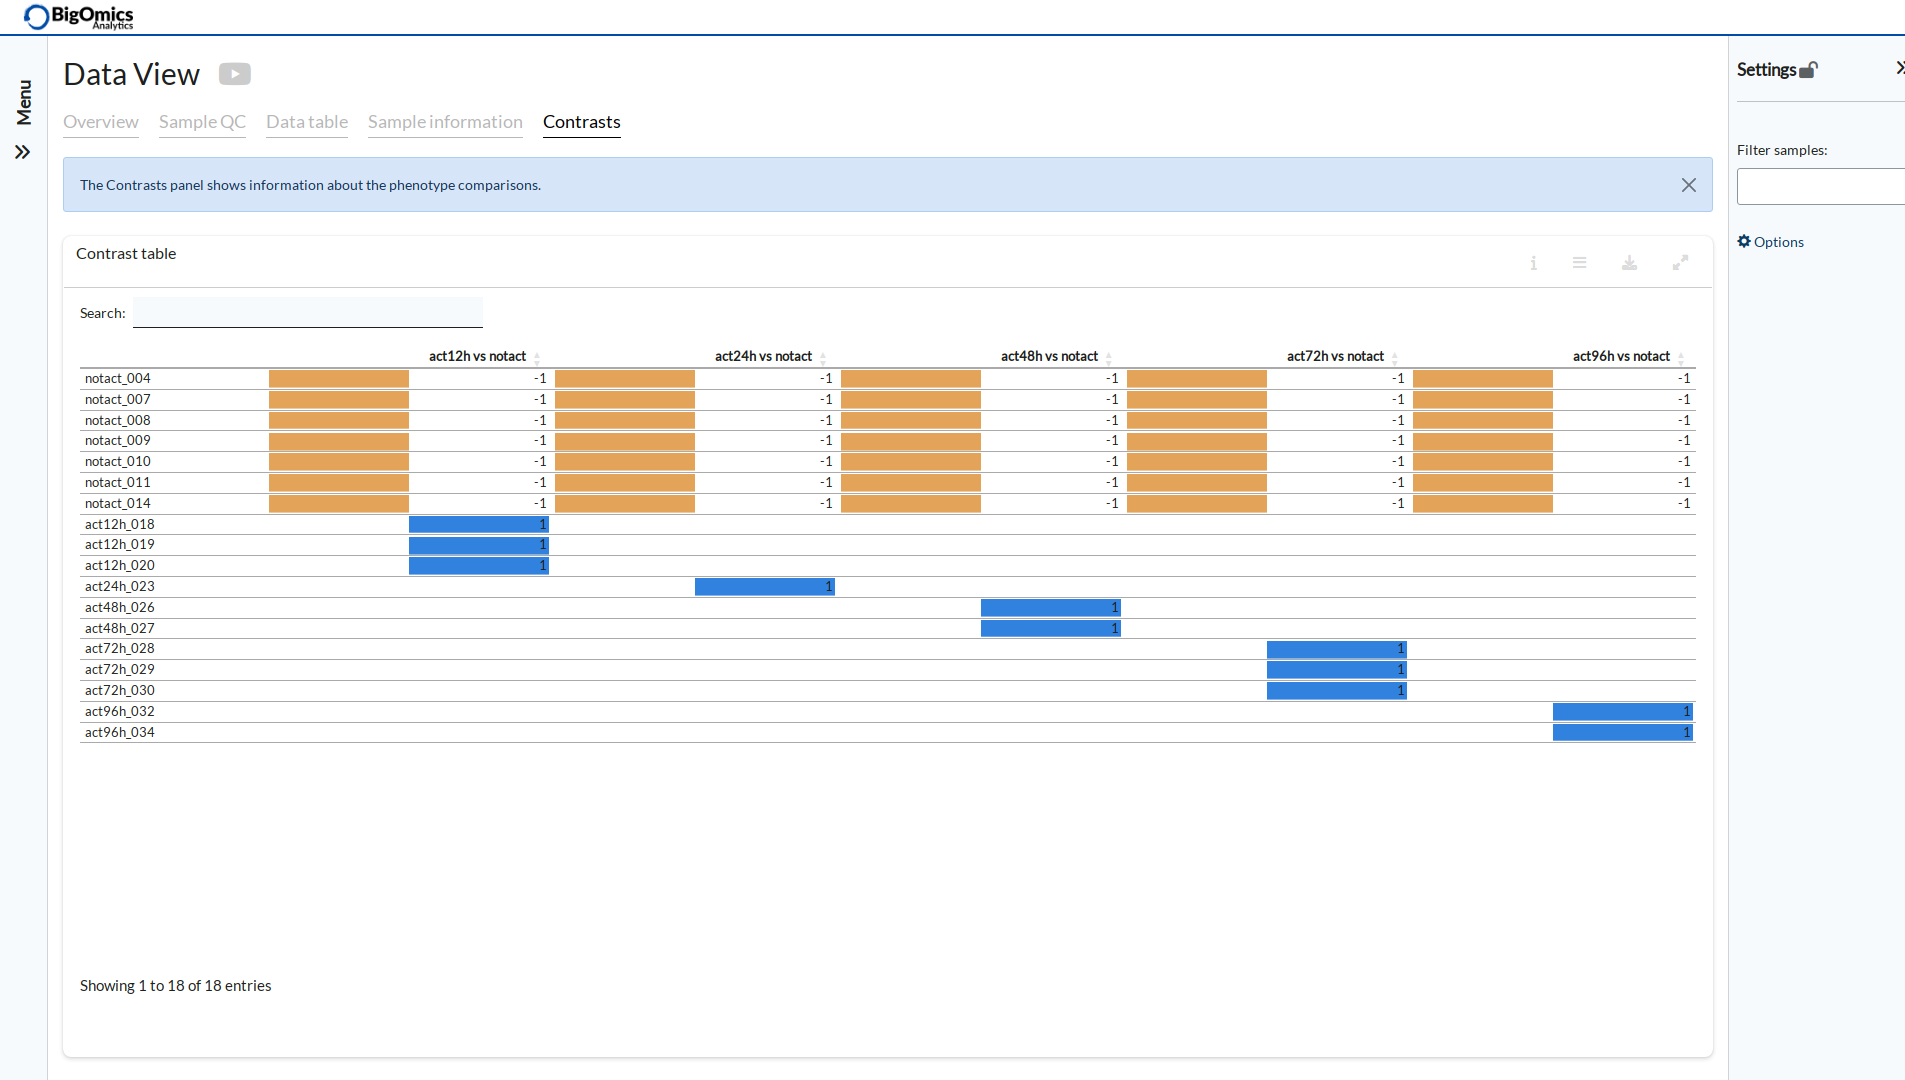 BigOmics
Analytics
Menu
Data View
Overview Sample QC Data table Sample information Contrasts
The Contrasts panel shows information about the phenotype comparisons.
Contrast table
Search:
act12h vs notact act24h vs notact act48h vs notact act72h vs notact act96h vs notact
notact_004 -1 -1 -1 -1 -1
notact_007 -1 -1 -1 -1 -1
notact_008 -1 -1 -1 -1 -1
notact_009 -1 -1 -1 -1 -1
notact_010 -1 -1 -1 -1 -1
notact_011 -1 -1 -1 -1 -1
notact_014 -1 -1 -1 -1 -1
act12h_018 1
act12h_019 1
act12h_020 1
act24h_023 1
act48h_026 1
act48h_027 1
act72h_028 1
act72h_029 1
act72h_030 1
act96h_032 1
act96h_034 1
Showing 1 to 18 of 18 entries
Settings
Filter samples:
Options